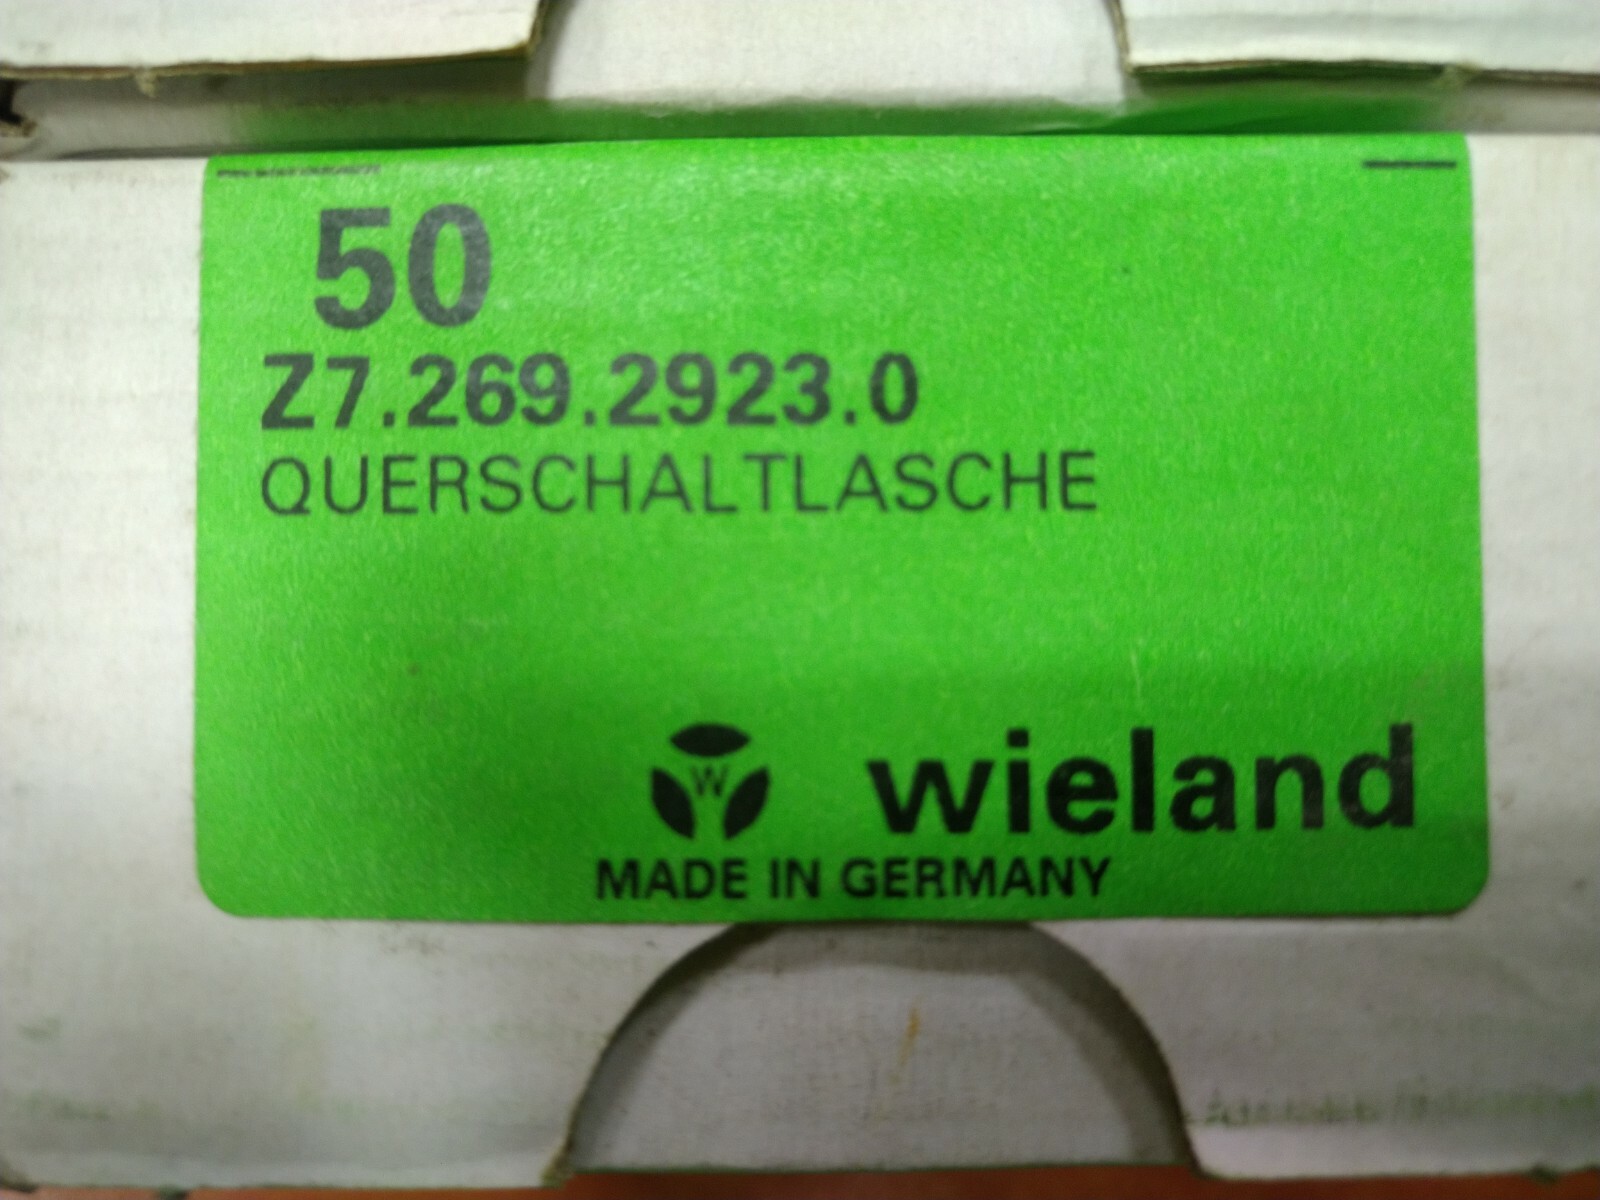 50
Z7.269.2923.0
QUERSCHALTLASCHE
W
wieland
MADE IN GERMANY